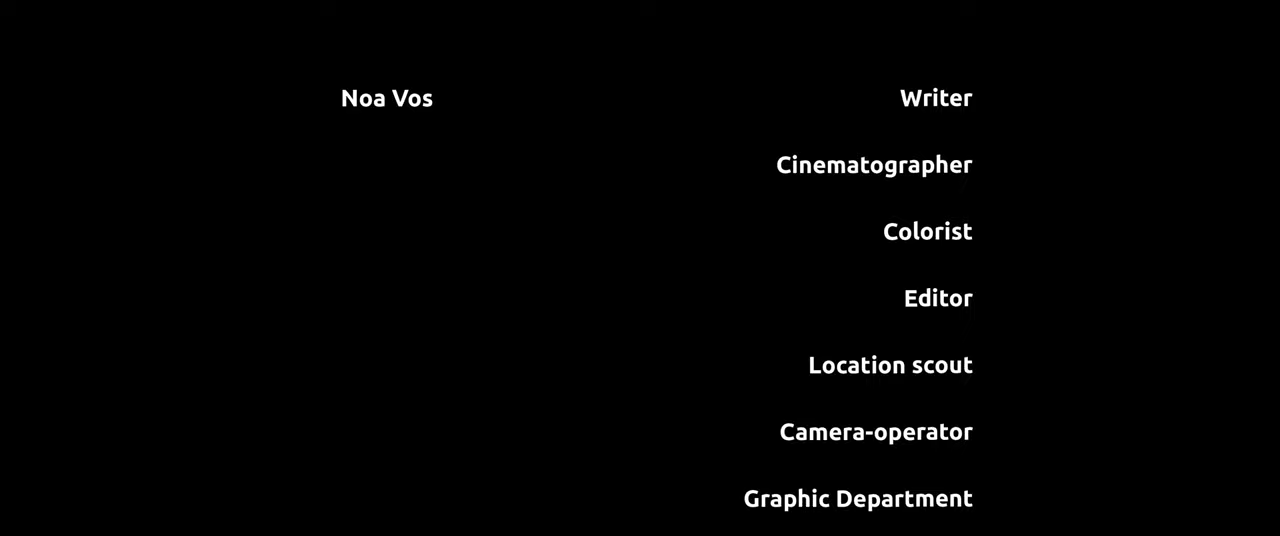 Noa Vos Writer
Cinematographer
Colorist
Editor
Location scout
Camera-operator
Graphic Department